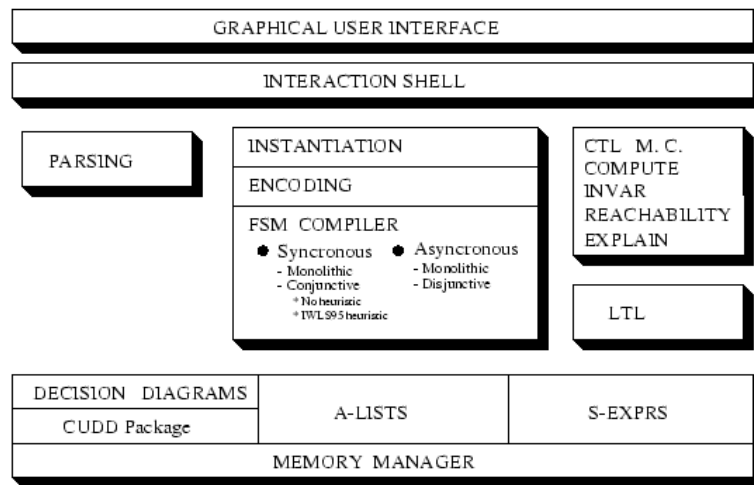 GRAPHICAL USER INTERFACE
INTERACTION SHELL
PARSING
INSTANTIATION
ENCODING
FSM COMPILER
● Syncronous
- Monolithic
- Conjunctive
* No heuristic
* IWLS95 heuristic
● Asyncronous
- Monolithic
- Disjunctive
CTL M. C.
COMPUTE
INVAR
REACHABILITY
EXPLAIN
LTL
DECISION DIAGRAMS
CUDD Package
A-LISTS
S-EXPRS
MEMORY MANAGER